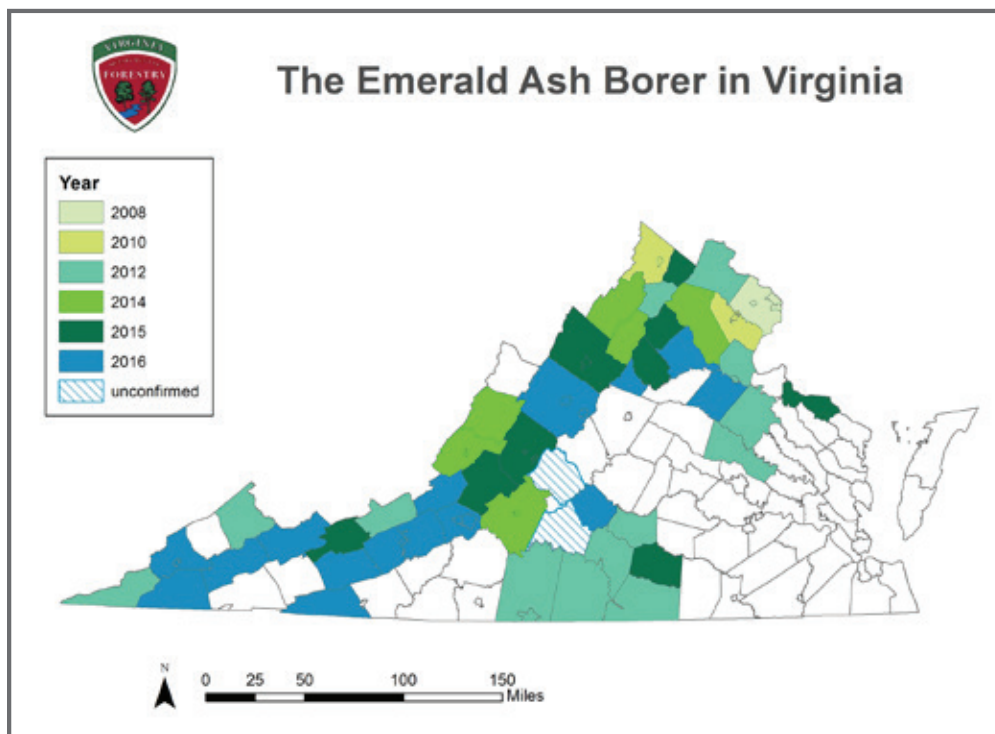 VIRGINIA
FORESTRY
The Emerald Ash Borer in Virginia
Year
2008
2010
2012
2014
2015
2016
unconfirmed
N
0 25 50 100 150
Miles